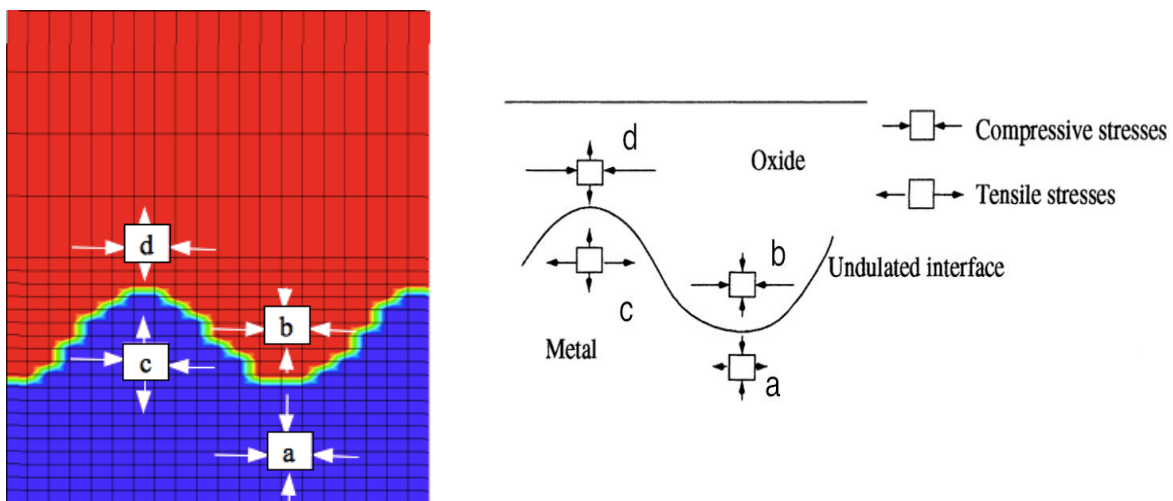 d
b
c
a
d
Oxide
Compressive stresses
Tensile stresses
b
Undulated interface
c
Metal
a